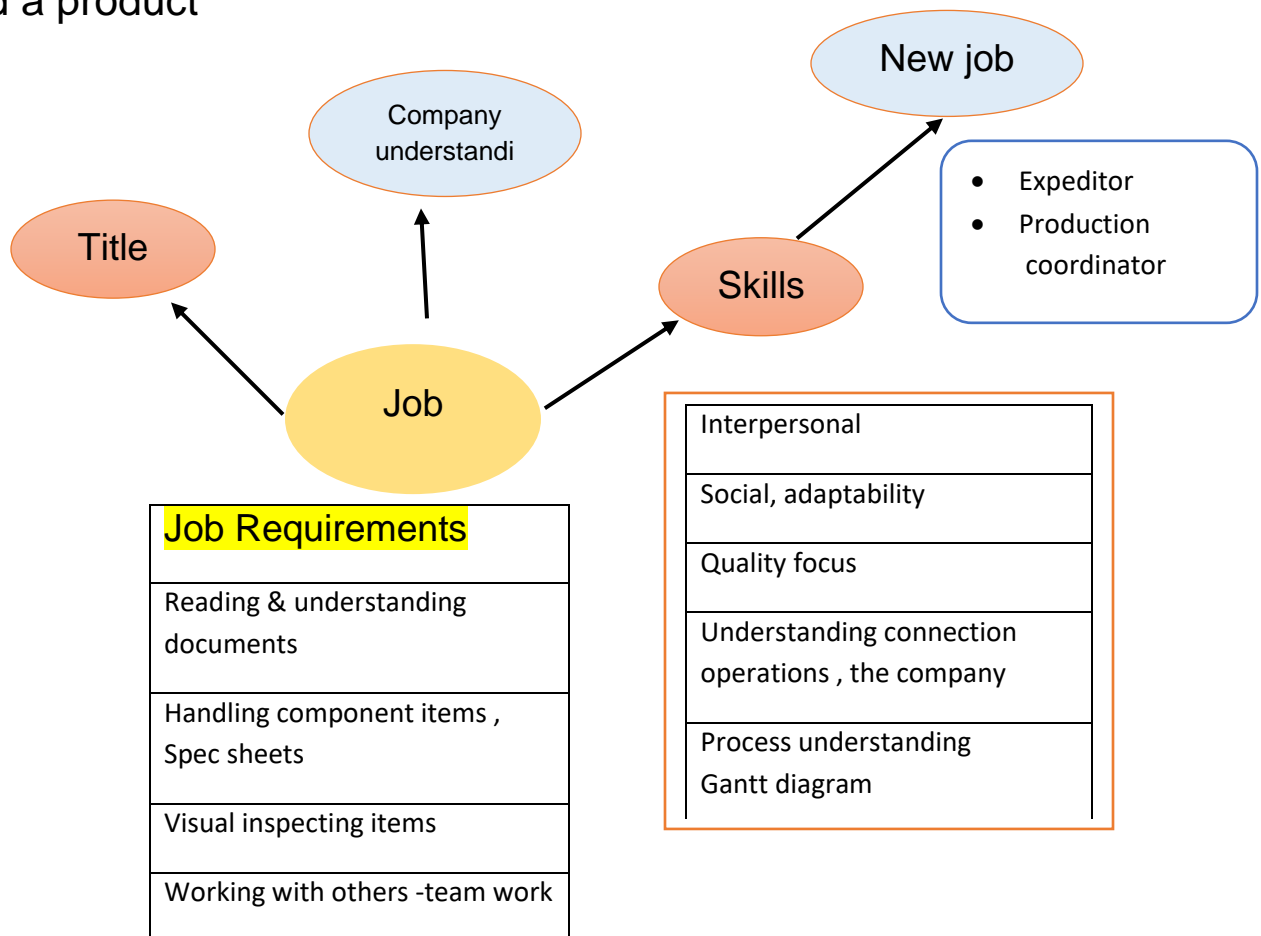 a product
New job
Company
understandi
• Expeditor
• Production
coordinator
Title
Skills
Job
Interpersonal
Social, adaptability
Quality focus
Understanding connection
operations , the company
Process understanding
Gantt diagram
Job Requirements
Reading & understanding
documents
Handling component items ,
Spec sheets
Visual inspecting items
Working with others -team work